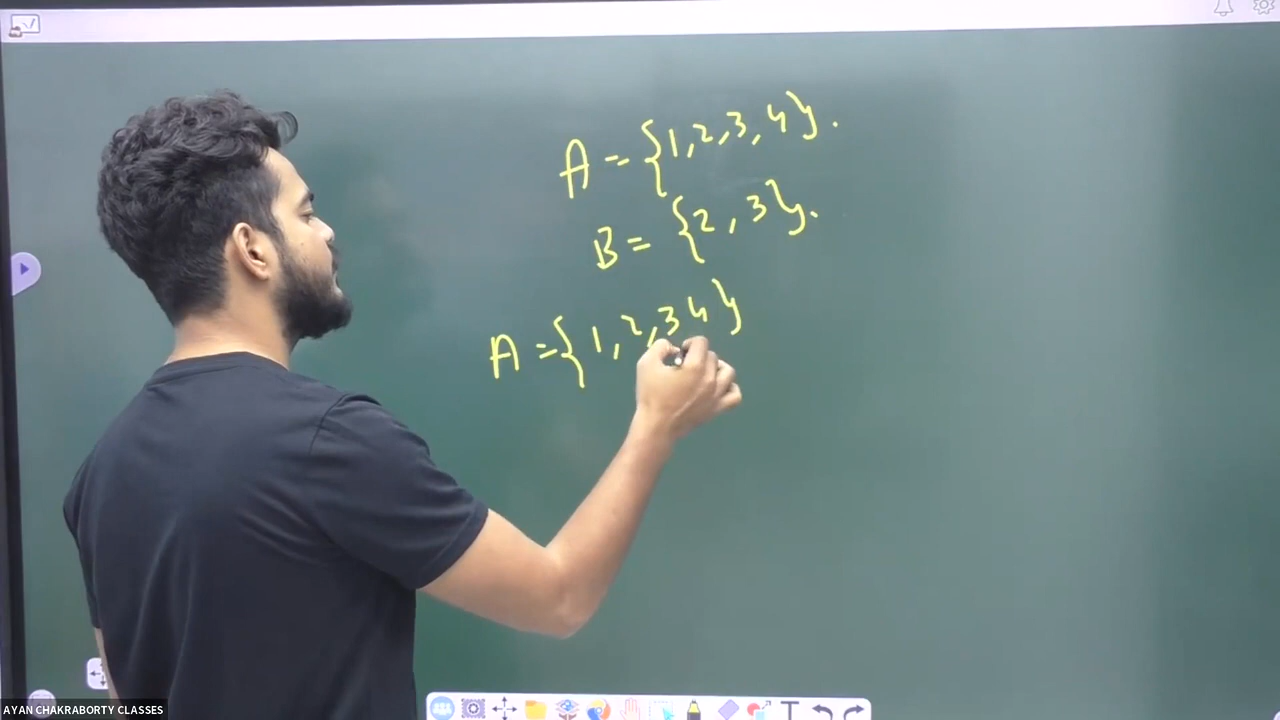 A = {1, 2, 3, 4}.
B = {2, 3}.
A = {1, 2, 3 4}
AYAN CHAKRABORTY CLASSES
T